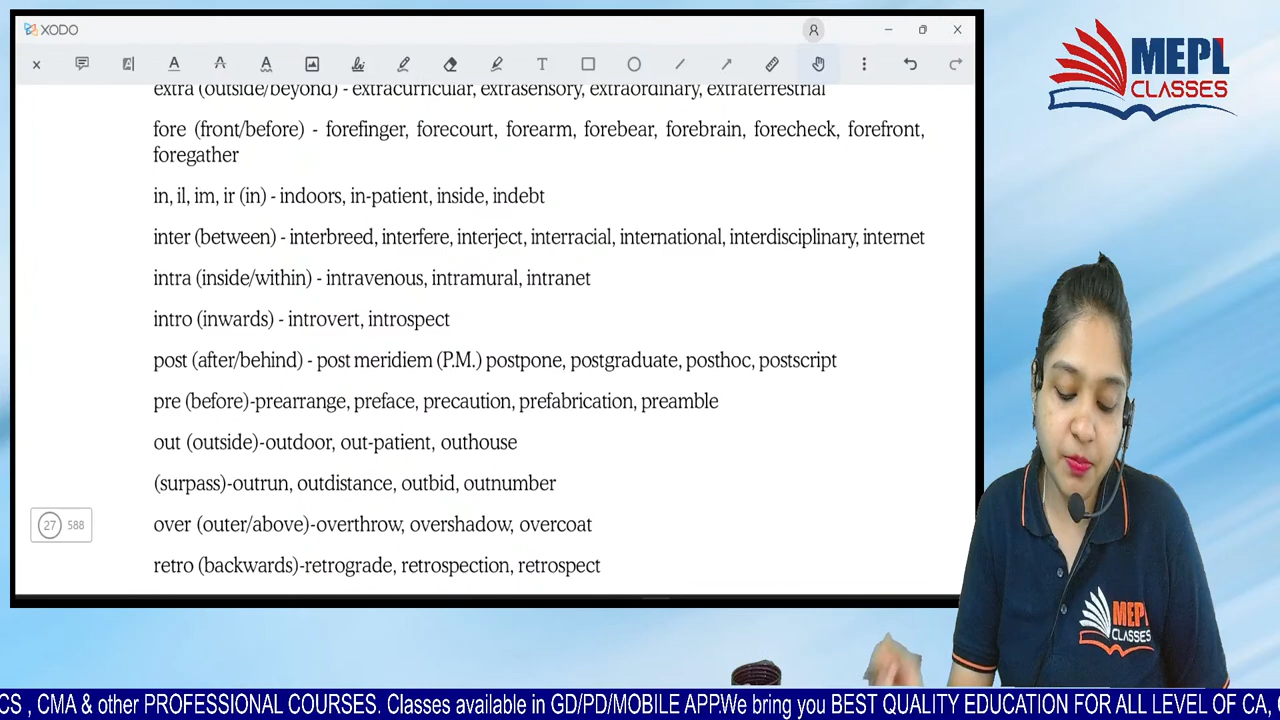 XODO
extra (outside/beyond) - extracurricular, extrasensory, extraordinary, extraterrestrial
fore (front/before) - forefinger, forecourt, forearm, forebear, forebrain, forecheck, forefront,
foregather
in, il, im, ir (in) - indoors, in-patient, inside, indebt
inter (between) - interbreed, interfere, interject, interracial, international, interdisciplinary, internet
intra (inside/within) - intravenous, intramural, intranet
intro (inwards) - introvert, introspect
post (after/behind) - post meridiem (P.M.) postpone, postgraduate, posthoc, postscript
pre (before)-prearrange, preface, precaution, prefabrication, preamble
out (outside)-outdoor, out-patient, outhouse
(surpass)-outrun, outdistance, outbid, outnumber
over (outer/above)-overthrow, overshadow, overcoat
retro (backwards)-retrograde, retrospection, retrospect
27 588
MEPL
CLASSES
MEPL
CLASSES
CS , CMA & other PROFESSIONAL COURSES. Classes available in GD/PD/MOBILE APP.We bring you BEST QUALITY EDUCATION FOR ALL LEVEL OF CA,